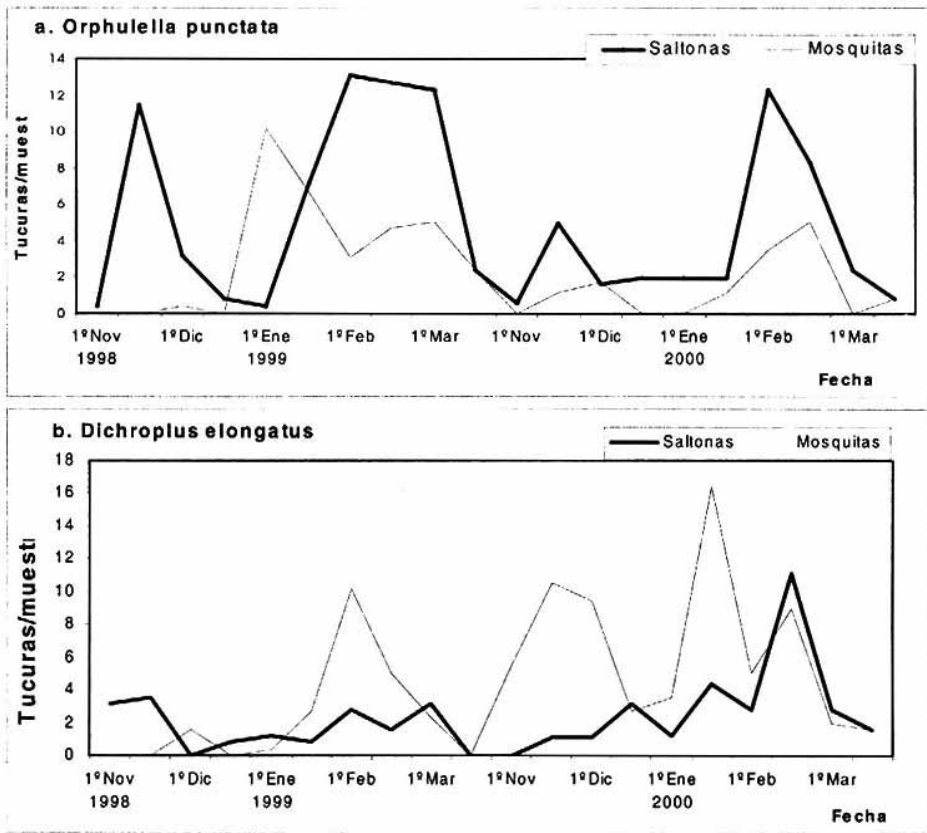 a. Orphulella punctata
Saltonas Mosquitas
Tucuras/muest
14
12
10
8
6
4
2
0
1ºNov 1ºDic 1ºEne 1ºFeb 1ºMar 1ºNov 1ºDic 1ºEne 1ºFeb 1ºMar
1998 1999 2000
Fecha
b. Dichroplus elongatus
Saltonas Mosquitas
Tucuras/muest
18
16
14
12
10
8
6
4
2
0
1ºNov 1ºDic 1ºEne 1ºFeb 1ºMar 1ºNov 1ºDic 1ºEne 1ºFeb 1ºMar
1998 1999 2000
Fecha